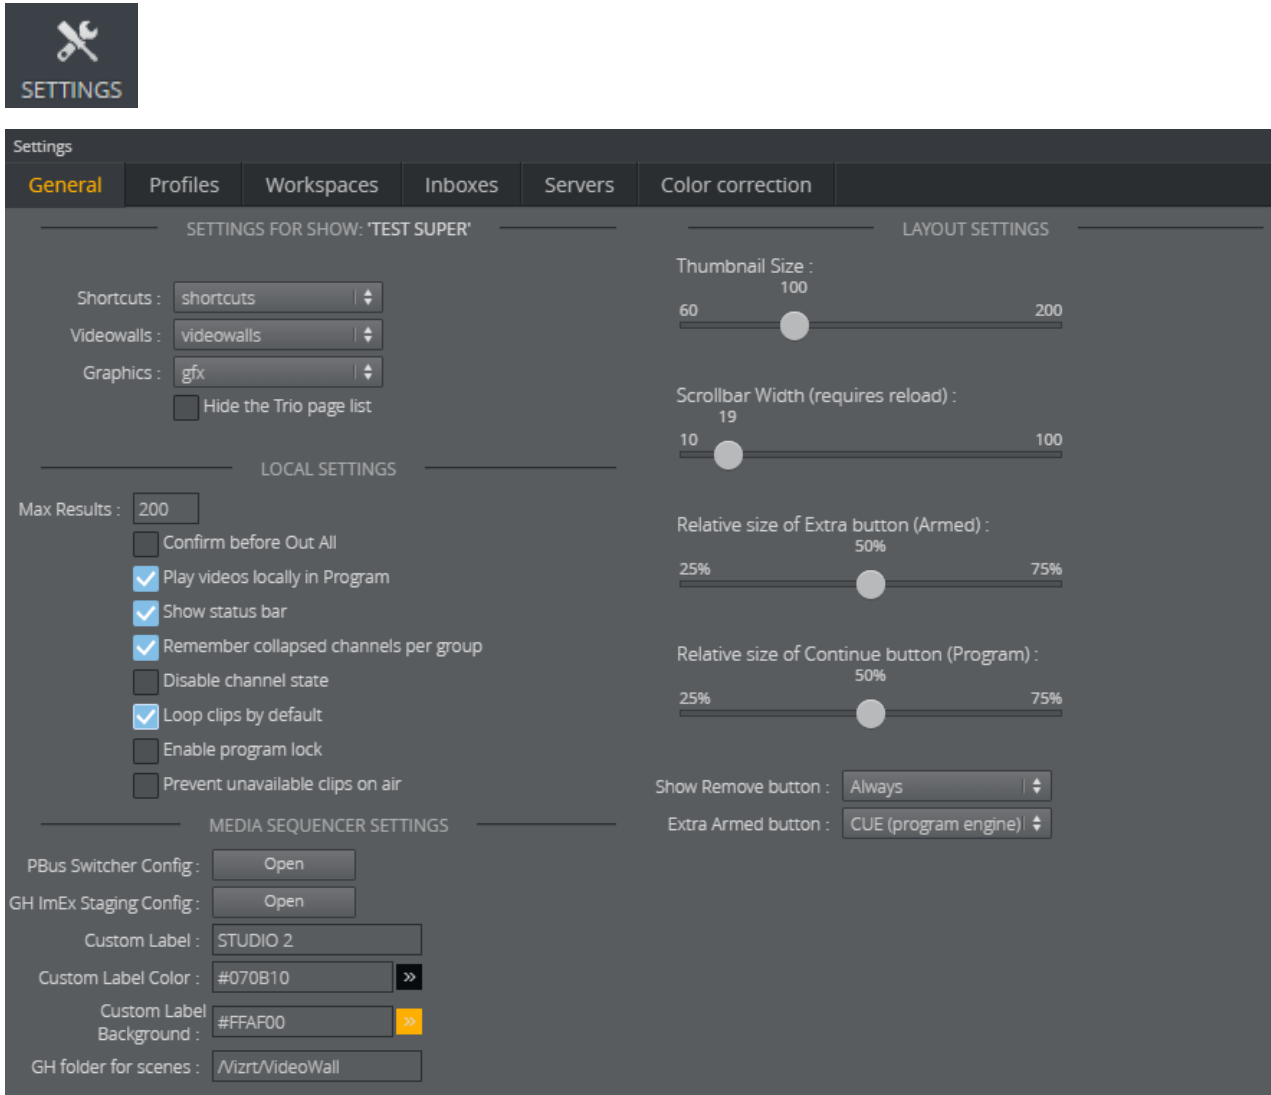 SETTINGS
Settings
General Profiles Workspaces Inboxes Servers Color correction
SETTINGS FOR SHOW: 'TEST SUPER'
Shortcuts : shortcuts
Videowalls : videowalls
Graphics : gfx
Hide the Trio page list
LOCAL SETTINGS
Max Results : 200
Confirm before Out All
Play videos locally in Program
Show status bar
Remember collapsed channels per group
Disable channel state
Loop clips by default
Enable program lock
Prevent unavailable clips on air
MEDIA SEQUENCER SETTINGS
PBus Switcher Config : Open
GH ImEx Staging Config : Open
Custom Label : STUDIO 2
Custom Label Color : #070B10 »
Custom Label
Background : #FFAF00 »
GH folder for scenes : /Vizrt/VideoWall
LAYOUT SETTINGS
Thumbnail Size :
100
60 200
Scrollbar Width (requires reload) :
19
10 100
Relative size of Extra button (Armed) :
50%
25% 75%
Relative size of Continue button (Program) :
50%
25% 75%
Show Remove button : Always
Extra Armed button : CUE (program engine)